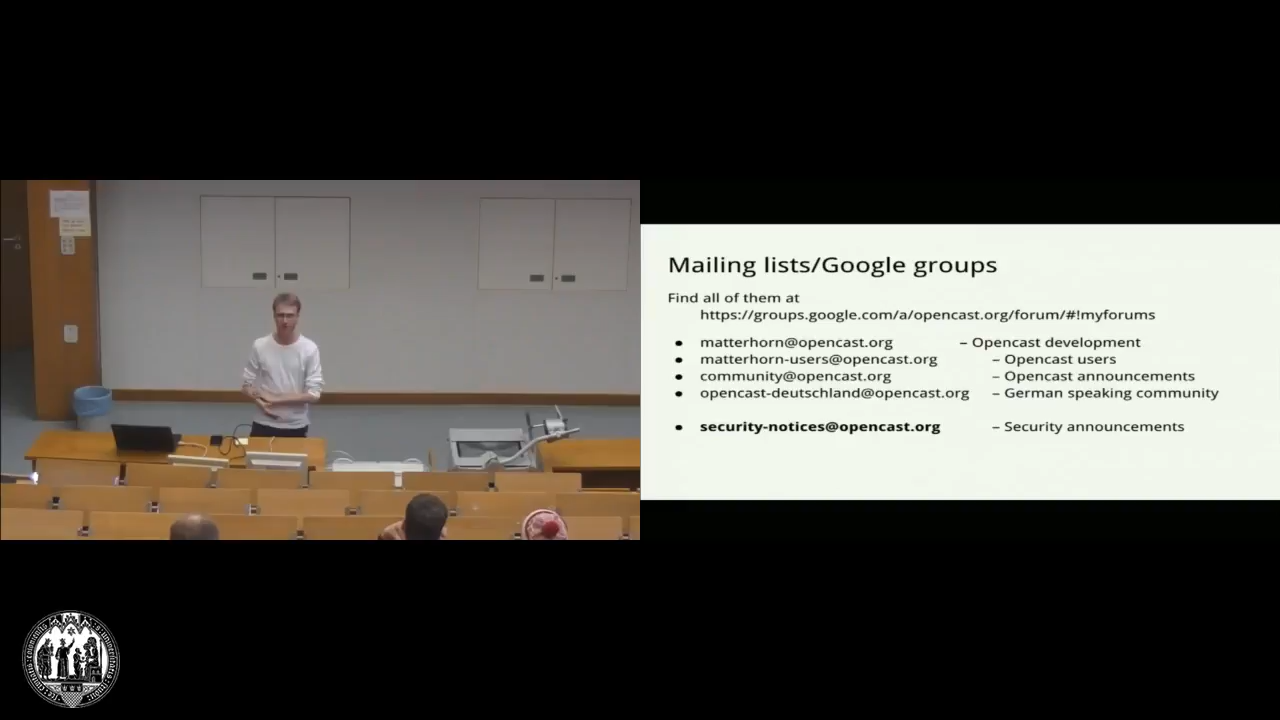 Mailing lists/Google groups
Find all of them at
https://groups.google.com/a/opencast.org/forum/#!myforums
● matterhorn@opencast.org – Opencast development
● matterhorn-users@opencast.org – Opencast users
● community@opencast.org – Opencast announcements
● opencast-deutschland@opencast.org – German speaking community
● security-notices@opencast.org – Security announcements